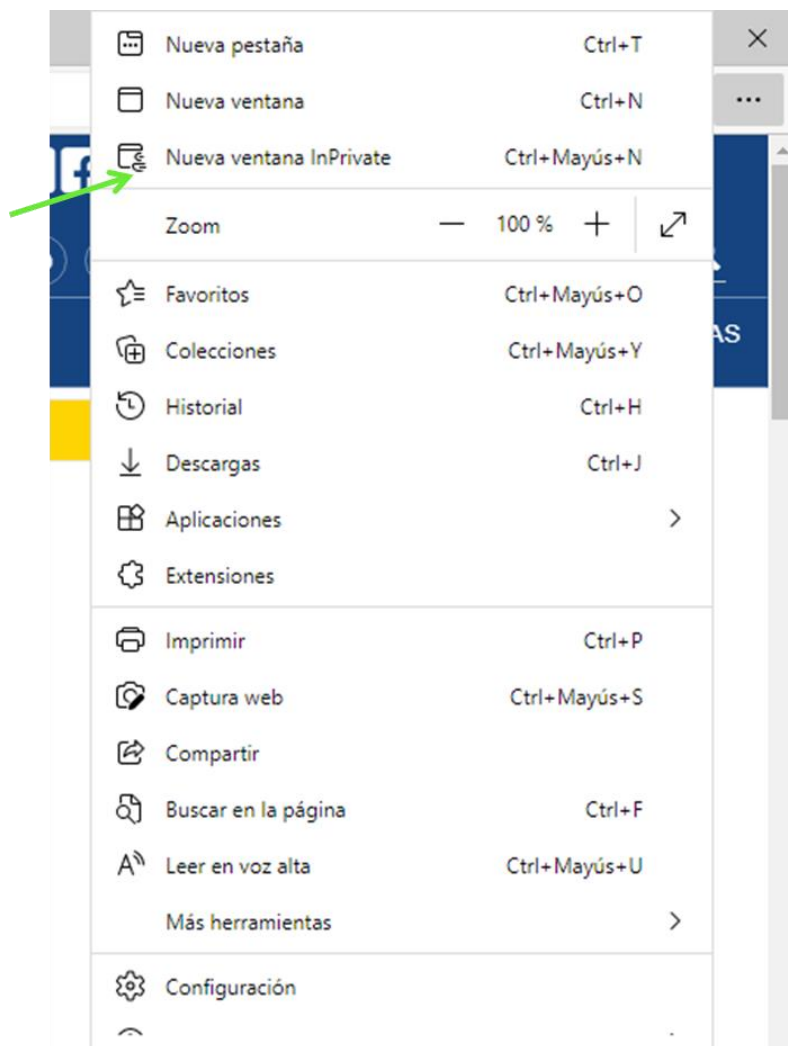 Nueva pestaña Ctrl+T
Nueva ventana Ctrl+N
Nueva ventana InPrivate Ctrl+Mayús+N
Zoom 100 %
Favoritos Ctrl+Mayús+O
AS
Colecciones Ctrl+Mayús+Y
Historial Ctrl+H
Descargas Ctrl+J
Aplicaciones
Extensiones
Imprimir Ctrl+P
Captura web Ctrl+Mayús+S
Compartir
Buscar en la página Ctrl+F
Leer en voz alta Ctrl+Mayús+U
Más herramientas
Configuración